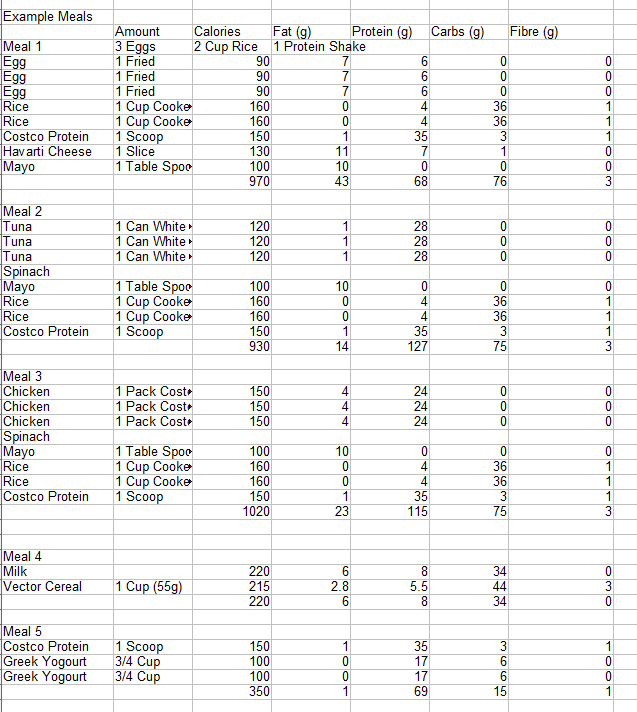 Example Meals
Amount Calories Fat (g) Protein (g) Carbs (g) Fibre (g)
Meal 1 3 Eggs 2 Cup Rice 1 Protein Shake
Egg 1 Fried 90 7 6 0 0
Egg 1 Fried 90 7 6 0 0
Egg 1 Fried 90 7 6 0 0
Rice 1 Cup Cooke 160 0 4 36 1
Rice 1 Cup Cooke 160 0 4 36 1
Costco Protein 1 Scoop 150 1 35 3 1
Havarti Cheese 1 Slice 130 11 7 1 0
Mayo 1 Table Spoo 100 10 0 0 0
970 43 68 76 3
Meal 2
Tuna 1 Can White 120 1 28 0 0
Tuna 1 Can White 120 1 28 0 0
Tuna 1 Can White 120 1 28 0 0
Spinach
Mayo 1 Table Spoo 100 10 0 0 0
Rice 1 Cup Cooke 160 0 4 36 1
Rice 1 Cup Cooke 160 0 4 36 1
Costco Protein 1 Scoop 150 1 35 3 1
930 14 127 75 3
Meal 3
Chicken 1 Pack Cost 150 4 24 0 0
Chicken 1 Pack Cost 150 4 24 0 0
Chicken 1 Pack Cost 150 4 24 0 0
Spinach
Mayo 1 Table Spoo 100 10 0 0 0
Rice 1 Cup Cooke 160 0 4 36 1
Rice 1 Cup Cooke 160 0 4 36 1
Costco Protein 1 Scoop 150 1 35 3 1
1020 23 115 75 3
Meal 4
Milk 220 6 8 34 0
Vector Cereal 1 Cup (55g) 215 2.8 5.5 44 3
220 6 8 34 0
Meal 5
Costco Protein 1 Scoop 150 1 35 3 1
Greek Yogourt 3/4 Cup 100 0 17 6 0
Greek Yogourt 3/4 Cup 100 0 17 6 0
350 1 69 15 1